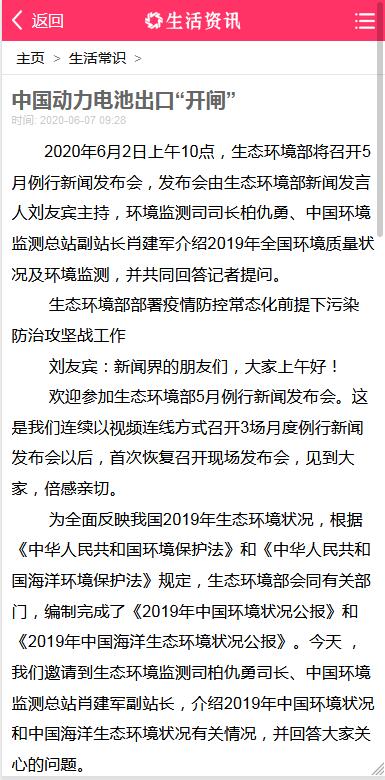 返回
生活资讯
主页 > 生活常识 >
中国动力电池出口“开闸”
时间: 2020-06-07 09:28
2020年6月2日上午10点，生态环境部将召开5
月例行新闻发布会，发布会由生态环境部新闻发言
人刘友宾主持，环境监测司司长柏仇勇、中国环境
监测总站副站长肖建军介绍2019年全国环境质量状
况及环境监测，并共同回答记者提问。
生态环境部部署疫情防控常态化前提下污染
防治攻坚战工作
刘友宾：新闻界的朋友们，大家上午好！
欢迎参加生态环境部5月例行新闻发布会。这
是我们连续以视频连线方式召开3场月度例行新闻
发布会以后，首次恢复召开现场发布会，见到大
家，倍感亲切。
为全面反映我国2019年生态环境状况，根据
《中华人民共和国环境保护法》和《中华人民共和
国海洋环境保护法》规定，生态环境部会同有关部
门，编制完成了《2019年中国环境状况公报》和
《2019年中国海洋生态环境状况公报》。今天 ，
我们邀请到生态环境监测司柏仇勇司长、中国环境
监测总站肖建军副站长，介绍2019年中国环境状况
和中国海洋生态环境状况有关情况，并回答大家关
心的问题。